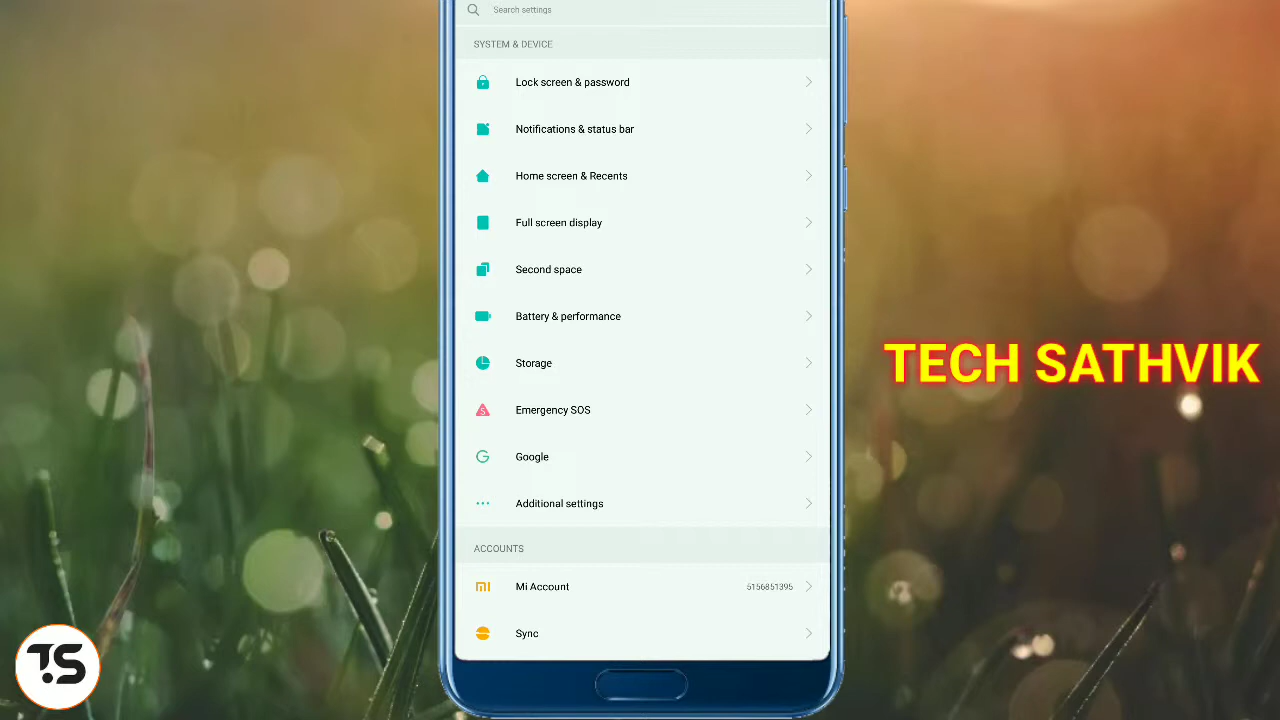 Search settings
SYSTEM & DEVICE
Lock screen & password
Notifications & status bar
Home screen & Recents
Full screen display
Second space
Battery & performance
Storage
Emergency SOS
Google
Additional settings
ACCOUNTS
Mi Account 5156851395
Sync
TECH SATHVIK
T.S